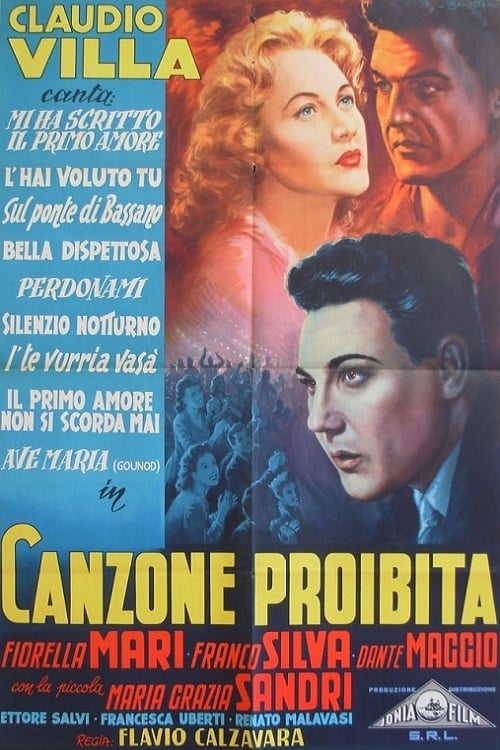 CLAUDIO
VILLA
canta:
MI HA SCRITTO
IL PRIMO AMORE
L'HAI VOLUTO TU
Sul ponte di Bassano
BELLA DISPETTOSA
PERDONAMI
SILENZIO NOTTURNO
I'te vurria vasà
IL PRIMO AMORE
NON SI SCORDA MAI
AVE MARIA (GOUNOD)
in
CANZONE PROIBITA
FIORELLA MARI · FRANCO SILVA · DANTE MAGGIO
con la piccola MARIA GRAZIA SANDRI
ETTORE SALVI - FRANCESCA UBERTI - RENATO MALAVASI
REGIA: FLAVIO CALZAVARA
PRODUZIONE DISTRIBUZIONE
JONIA FILM
S.R.L.